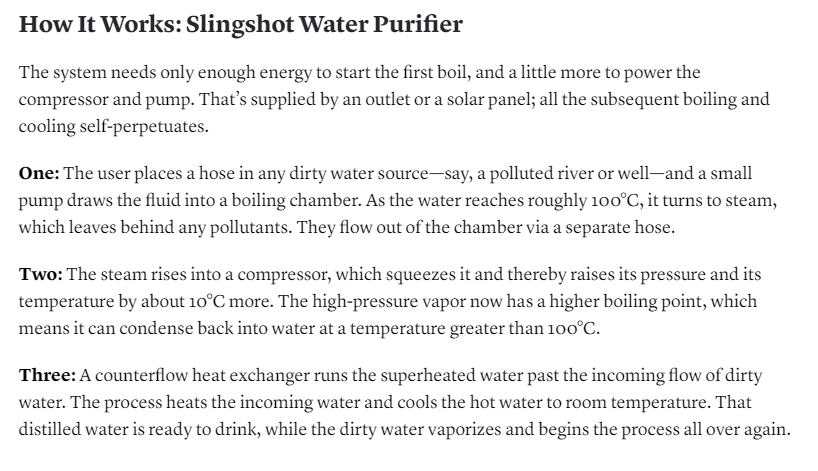 How It Works: Slingshot Water Purifier
The system needs only enough energy to start the first boil, and a little more to power the
compressor and pump. That’s supplied by an outlet or a solar panel; all the subsequent boiling and
cooling self-perpetuates.
One: The user places a hose in any dirty water source—say, a polluted river or well—and a small
pump draws the fluid into a boiling chamber. As the water reaches roughly 100°C, it turns to steam,
which leaves behind any pollutants. They flow out of the chamber via a separate hose.
Two: The steam rises into a compressor, which squeezes it and thereby raises its pressure and its
temperature by about 10°C more. The high-pressure vapor now has a higher boiling point, which
means it can condense back into water at a temperature greater than 100°C.
Three: A counterflow heat exchanger runs the superheated water past the incoming flow of dirty
water. The process heats the incoming water and cools the hot water to room temperature. That
distilled water is ready to drink, while the dirty water vaporizes and begins the process all over again.